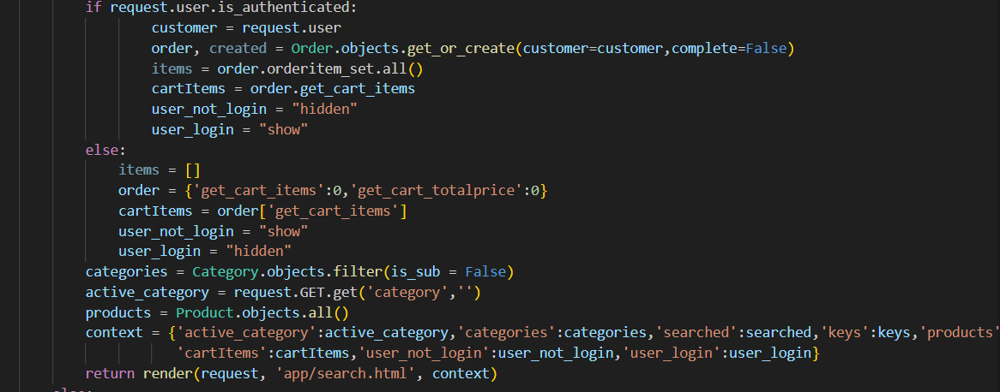 if request.user.is_authenticated:
customer = request.user
order, created = Order.objects.get_or_create(customer=customer,complete=False)
items = order.orderitem_set.all()
cartItems = order.get_cart_items
user_not_login = "hidden"
user_login = "show"
else:
items = []
order = {'get_cart_items':0,'get_cart_totalprice':0}
cartItems = order['get_cart_items']
user_not_login = "show"
user_login = "hidden"
categories = Category.objects.filter(is_sub = False)
active_category = request.GET.get('category','')
products = Product.objects.all()
context = {'active_category':active_category,'categories':categories,'searched':searched,'keys':keys,'products'
'cartItems':cartItems,'user_not_login':user_not_login,'user_login':user_login}
return render(request, 'app/search.html', context)